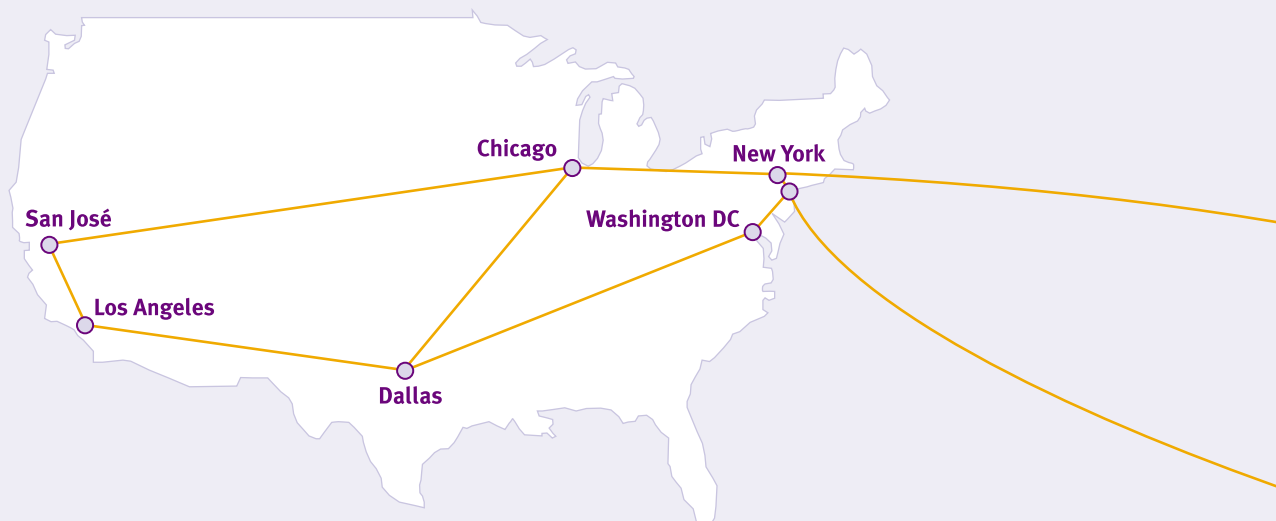 Chicago
New York
San José
Washington DC
Los Angeles
Dallas